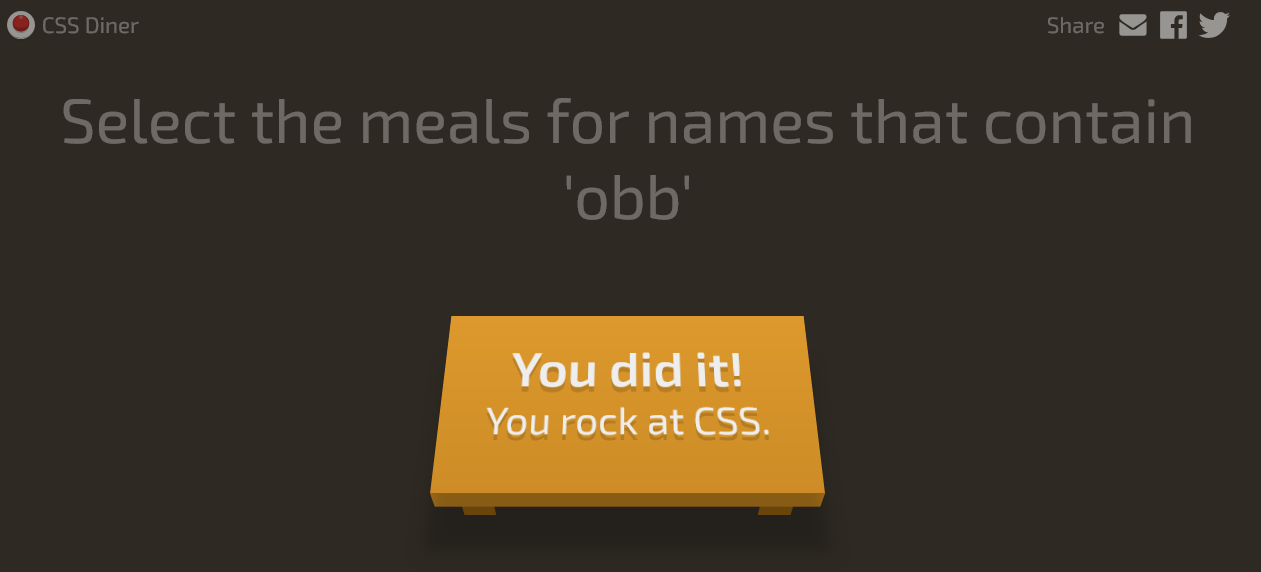 CSS Diner
Share
Select the meals for names that contain
'obb'
You did it!
You rock at CSS.